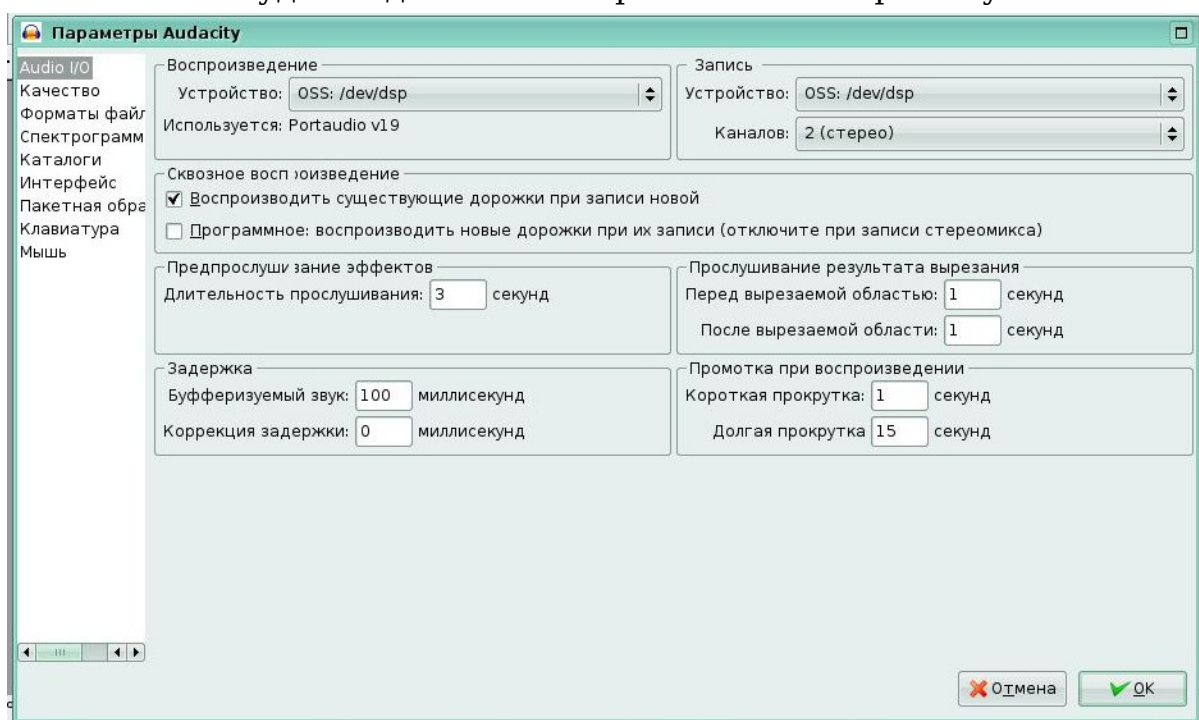 Параметры Audacity
Audio I/O
Качество
Форматы файл
Спектрограмм
Каталоги
Интерфейс
Пакетная обра
Клавиатура
Мышь
Воспроизведение
Устройство: OSS: /dev/dsp
Используется: Portaudio v19
Запись
Устройство: OSS: /dev/dsp
Каналов: 2 (стерео)
Сквозное восп оизведение
Воспроизводить существующие дорожки при записи новой
Программное: воспроизводить новые дорожки при их записи (отключите при записи стереомикса)
Предпрослуши зание эффектов
Длительность прослушивания: 3 секунд
Прослушивание результата вырезания
Перед вырезаемой областью: 1 секунд
После вырезаемой области: 1 секунд
Задержка
Буфферизуемый звук: 100 миллисекунд
Коррекция задержки: 0 миллисекунд
Промотка при воспроизведении
Короткая прокрутка: 1 секунд
Долгая прокрутка 15 секунд
Отмена
OK